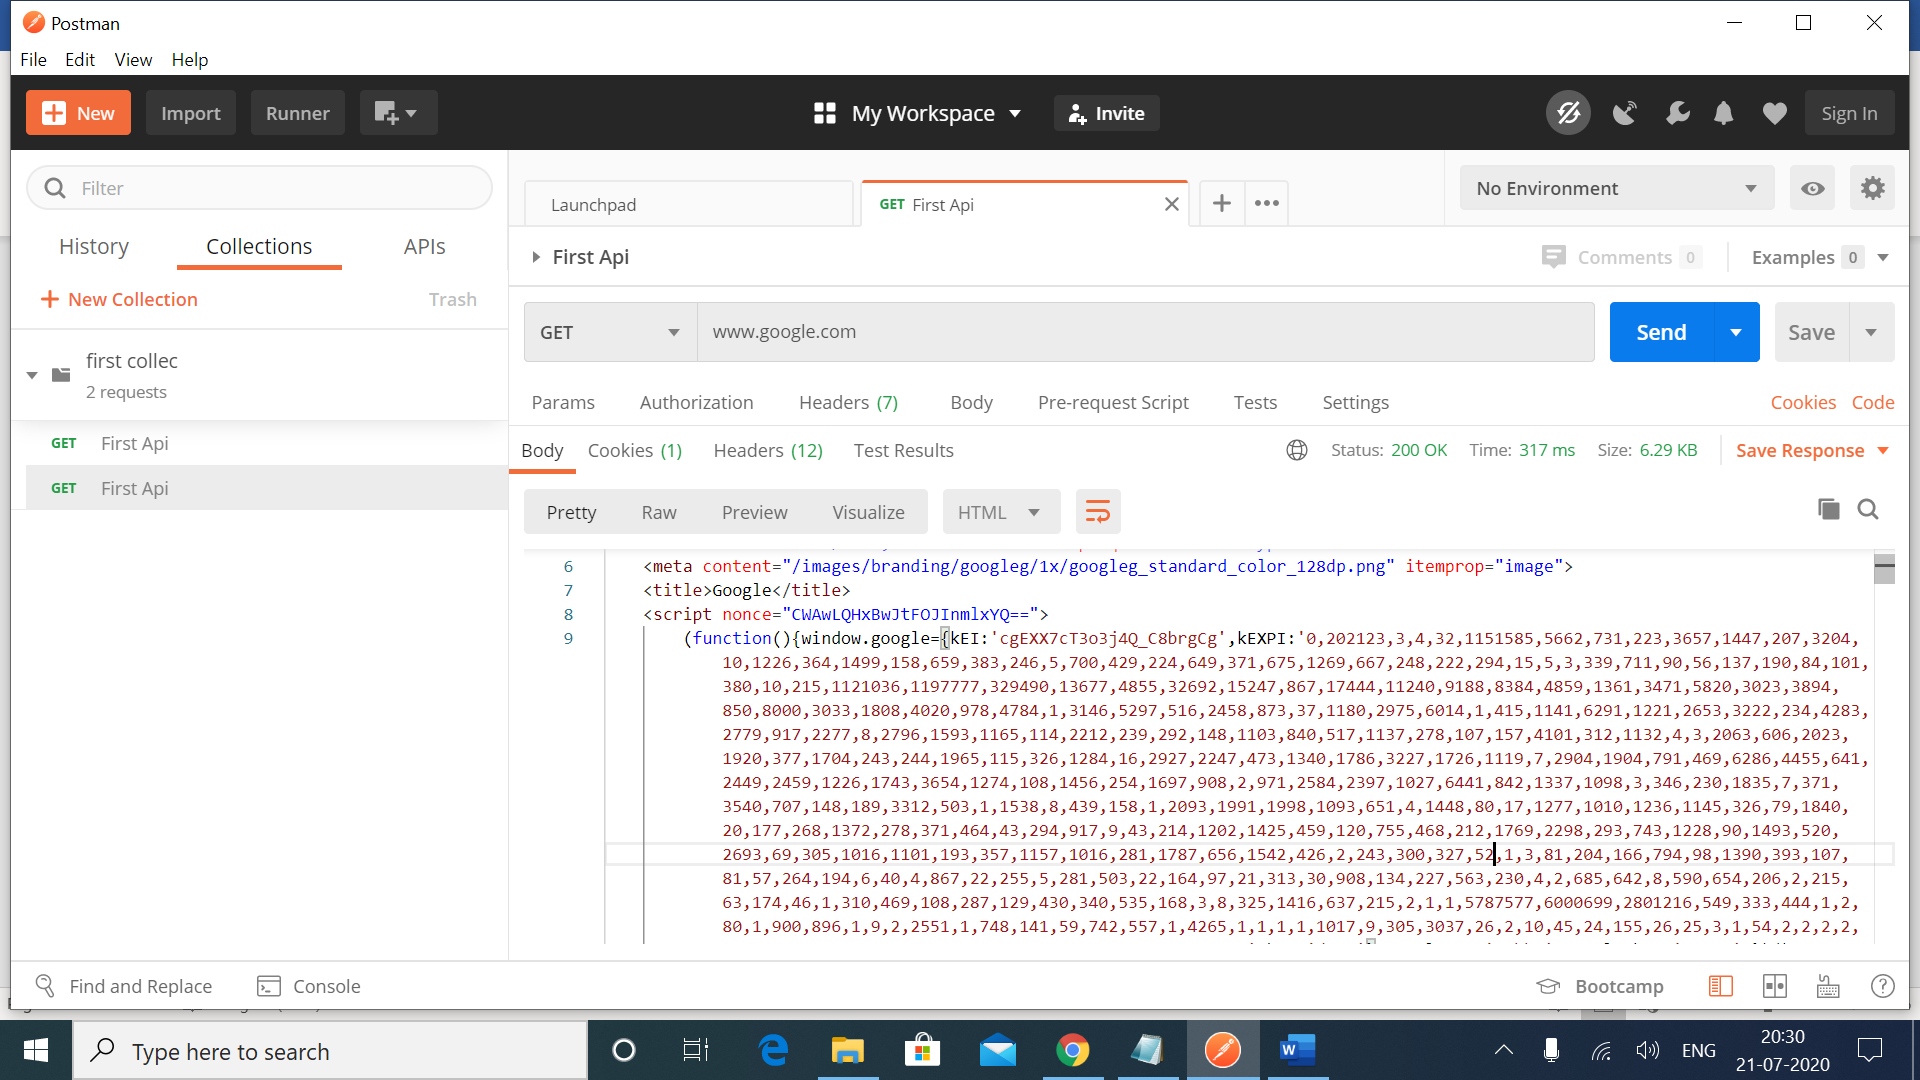 Postman
File Edit View Help
New Import Runner My Workspace Invite Sign In
Filter
Launchpad GET First Api No Environment
History Collections APIs
First Api Comments 0 Examples 0
New Collection Trash
GET www.google.com Send Save
first collec
2 requests
Params Authorization Headers (7) Body Pre-request Script Tests Settings Cookies Code
GET First Api
Body Cookies (1) Headers (12) Test Results Status: 200 OK Time: 317 ms Size: 6.29 KB Save Response
GET First Api
Pretty Raw Preview Visualize HTML
6 <meta content="/images/branding/googleg/1x/googleg_standard_color_128dp.png" itemprop="image">
7 <title>Google</title>
8 <script nonce="CWAwLQHxBwJtFOJInmlxYQ==">
9 (function(){window.google={kEI:'cgEXX7cT3o3j4Q_C8brgCg',kEXPI:'0,202123,3,4,32,1151585,5662,731,223,3657,1447,207,3204,
10,1226,364,1499,158,659,383,246,5,700,429,224,649,371,675,1269,667,248,222,294,15,5,3,339,711,90,56,137,190,84,101,
380,10,215,1121036,1197777,329490,13677,4855,32692,15247,867,17444,11240,9188,8384,4859,1361,3471,5820,3023,3894,
850,8000,3033,1808,4020,978,4784,1,3146,5297,516,2458,873,37,1180,2975,6014,1,415,1141,6291,1221,2653,3222,234,4283,
2779,917,2277,8,2796,1593,1165,114,2212,239,292,148,1103,840,517,1137,278,107,157,4101,312,1132,4,3,2063,606,2023,
1920,377,1704,243,244,1965,115,326,1284,16,2927,2247,473,1340,1786,3227,1726,1119,7,2904,1904,791,469,6286,4455,641,
2449,2459,1226,1743,3654,1274,108,1456,254,1697,908,2,971,2584,2397,1027,6441,842,1337,1098,3,346,230,1835,7,371,
3540,707,148,189,3312,503,1,1538,8,439,158,1,2093,1991,1998,1093,651,4,1448,80,17,1277,1010,1236,1145,326,79,1840,
20,177,268,1372,278,371,464,43,294,917,9,43,214,1202,1425,459,120,755,468,212,1769,2298,293,743,1228,90,1493,520,
2693,69,305,1016,1101,193,357,1157,1016,281,1787,656,1542,426,2,243,300,327,52,1,3,81,204,166,794,98,1390,393,107,
81,57,264,194,6,40,4,867,22,255,5,281,503,22,164,97,21,313,30,908,134,227,563,230,4,2,685,642,8,590,654,206,2,215,
63,174,46,1,310,469,108,287,129,430,340,535,168,3,8,325,1416,637,215,2,1,1,5787577,6000699,2801216,549,333,444,1,2,
80,1,900,896,1,9,2,2551,1,748,141,59,742,557,1,4265,1,1,1,1,1017,9,305,3037,26,2,10,45,24,155,26,25,3,1,54,2,2,2,2,
Find and Replace Console Bootcamp
Type here to search ENG 20:30
21-07-2020